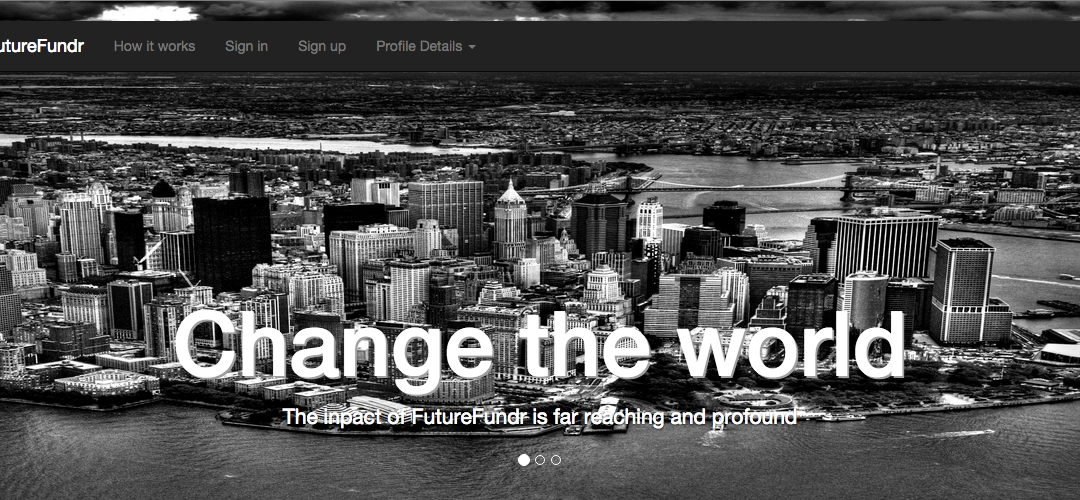 utureFundr How it works Sign in Sign up Profile Details
Change the world
The inpact of FutureFundr is far reaching and profound